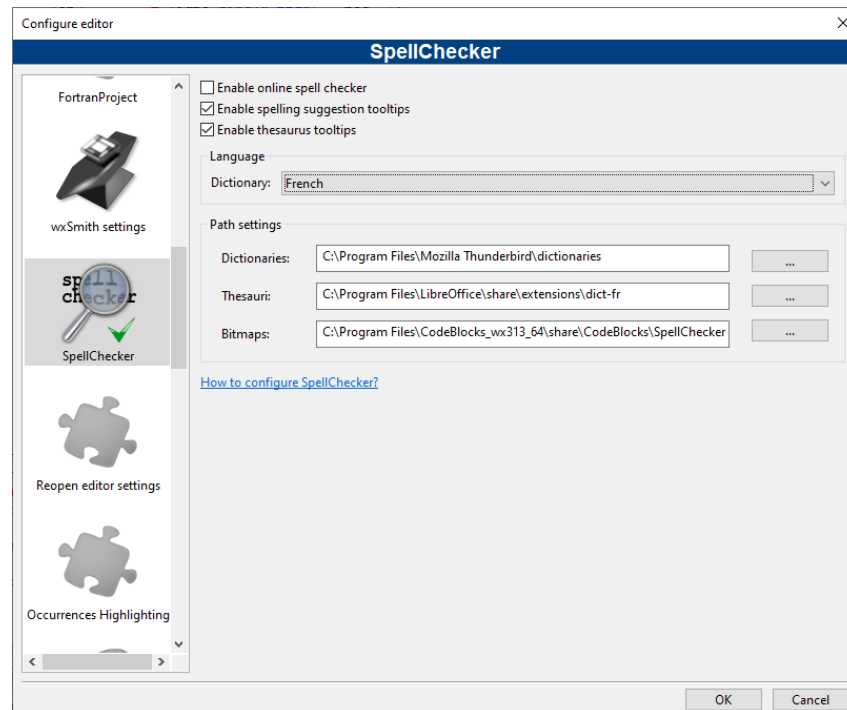 Configure editor
SpellChecker
FortranProject
wxSmith settings
spell
checker
SpellChecker
Reopen editor settings
Occurrences Highlighting
Enable online spell checker
Enable spelling suggestion tooltips
Enable thesaurus tooltips
Language
Dictionary: French
Path settings
Dictionaries: C:\Program Files\Mozilla Thunderbird\dictionaries ...
Thesauri: C:\Program Files\LibreOffice\share\extensions\dict-fr ...
Bitmaps: C:\Program Files\CodeBlocks_wx313_64\share\CodeBlocks\SpellChecker ...
How to configure SpellChecker?
OK Cancel